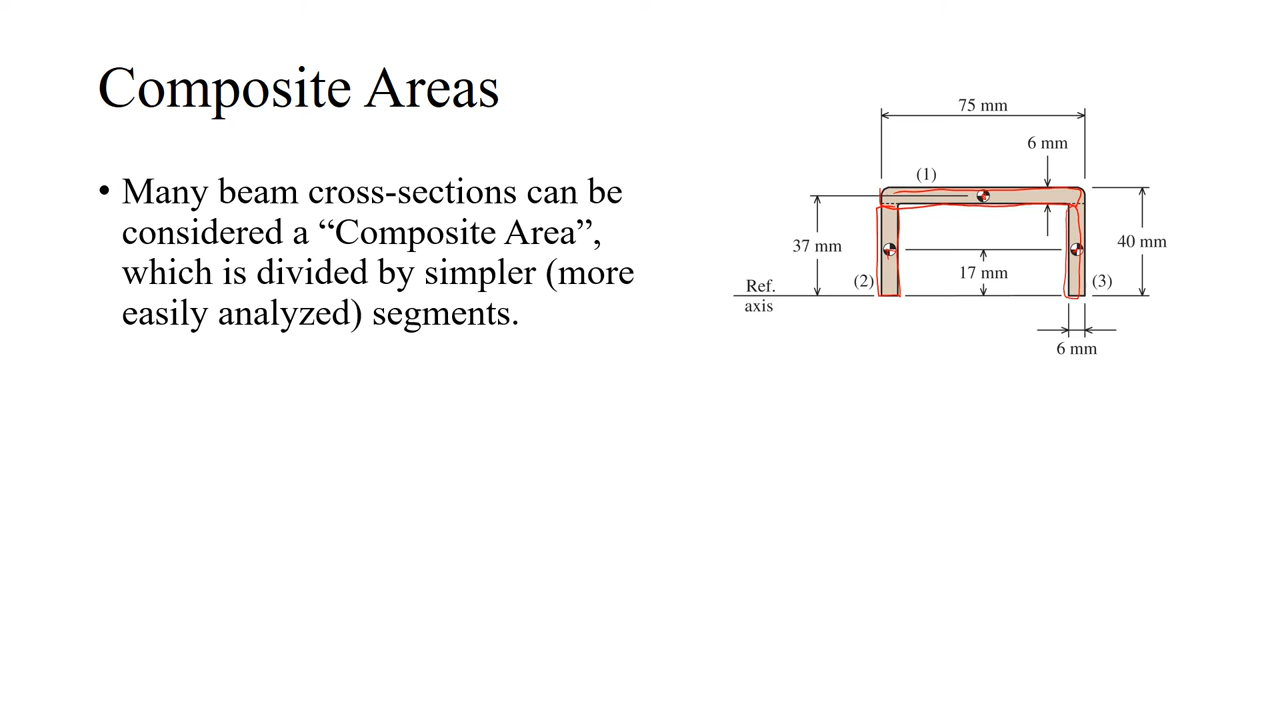 Composite Areas
• Many beam cross-sections can be
considered a “Composite Area”,
which is divided by simpler (more
easily analyzed) segments.
75 mm
6 mm
(1)
37 mm
40 mm
17 mm
(2)
(3)
Ref.
axis
6 mm